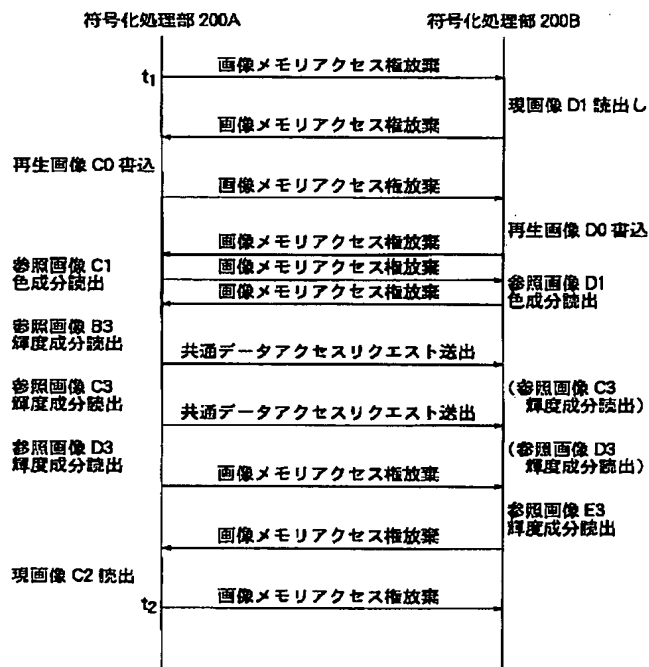 符号化処理部 200A
符号化処理部 200B
t1
画像メモリアクセス権放棄
現画像 D1 読出し
画像メモリアクセス権放棄
再生画像 C0 書込
画像メモリアクセス権放棄
再生画像 D0 書込
画像メモリアクセス権放棄
参照画像 C1
色成分読出
画像メモリアクセス権放棄
参照画像 D1
色成分読出
画像メモリアクセス権放棄
参照画像 B3
輝度成分読出
共通データアクセスリクエスト送出
参照画像 C3
輝度成分読出
(参照画像 C3
輝度成分読出)
共通データアクセスリクエスト送出
参照画像 D3
輝度成分読出
(参照画像 D3
輝度成分読出)
画像メモリアクセス権放棄
参照画像 E3
輝度成分読出
画像メモリアクセス権放棄
現画像 C2 読出
t2
画像メモリアクセス権放棄